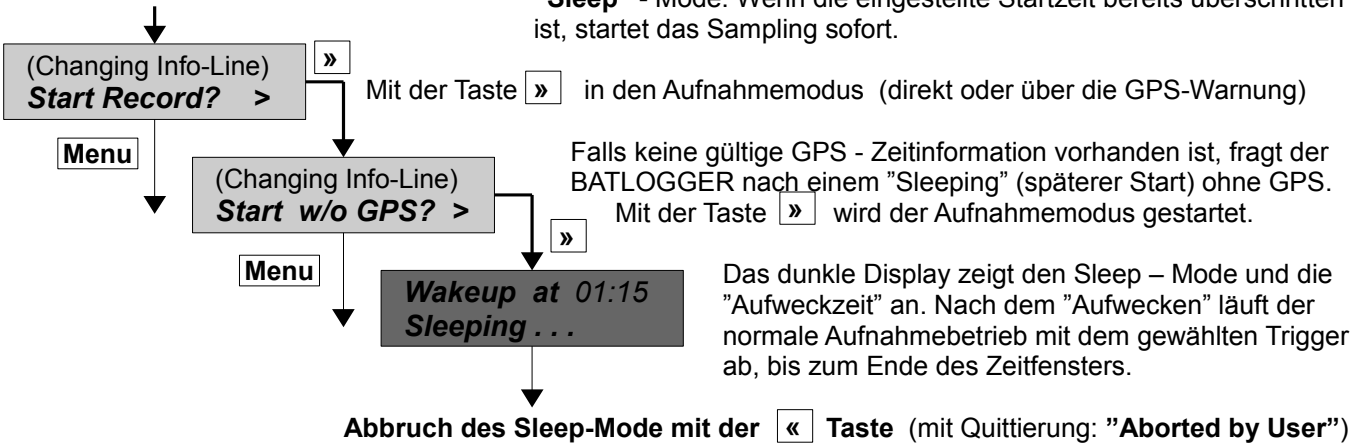 "Sleep" - Mode. Wenn die eingestellte Startzeit bereits überschritten
ist, startet das Sampling sofort.
(Changing Info-Line)
Start Record? >
»
Mit der Taste » in den Aufnahmemodus (direkt oder über die GPS-Warnung)
Menu
Falls keine gültige GPS - Zeitinformation vorhanden ist, fragt der
BATLOGGER nach einem ”Sleeping” (späterer Start) ohne GPS.
Mit der Taste » wird der Aufnahmemodus gestartet.
(Changing Info-Line)
Start w/o GPS? >
»
Menu
Wakeup at 01:15
Sleeping . . .
Das dunkle Display zeigt den Sleep – Mode und die
”Aufweckzeit” an. Nach dem ”Aufwecken” läuft der
normale Aufnahmebetrieb mit dem gewählten Trigger
ab, bis zum Ende des Zeitfensters.
Abbruch des Sleep-Mode mit der « Taste (mit Quittierung: ”Aborted by User”)